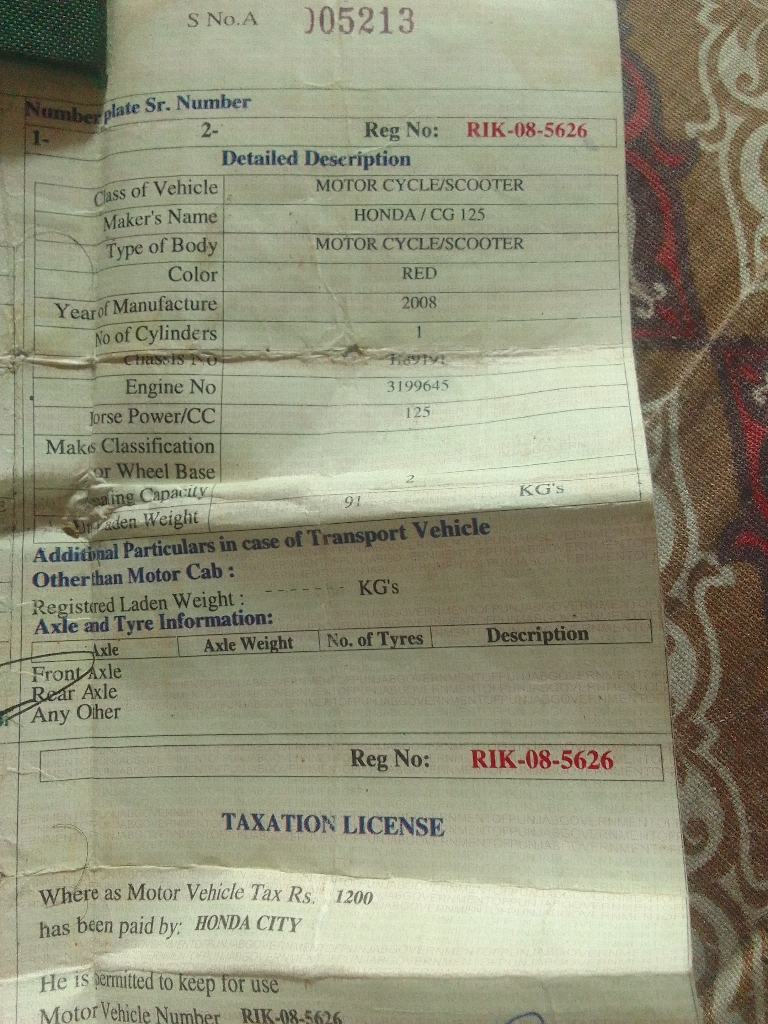 S No.A 005213
Number plate Sr. Number
1- 2- Reg No: RIK-08-5626
Detailed Description
Class of Vehicle MOTOR CYCLE/SCOOTER
Maker's Name HONDA / CG 125
Type of Body MOTOR CYCLE/SCOOTER
Color RED
Year of Manufacture 2008
No of Cylinders 1
Chassis No
Engine No 3199645
Horse Power/CC 125
Makes Classification
or Wheel Base
Seating Capacity 2
Un Laden Weight 91 KG's
Additional Particulars in case of Transport Vehicle
Other than Motor Cab :
Registered Laden Weight : ------- KG's
Axle and Tyre Information:
Axle Axle Weight No. of Tyres Description
Front Axle
Rear Axle
Any Other
Reg No: RIK-08-5626
TAXATION LICENSE
Where as Motor Vehicle Tax Rs. 1200
has been paid by: HONDA CITY
He is permitted to keep for use
Motor Vehicle Number RIK-08-5626